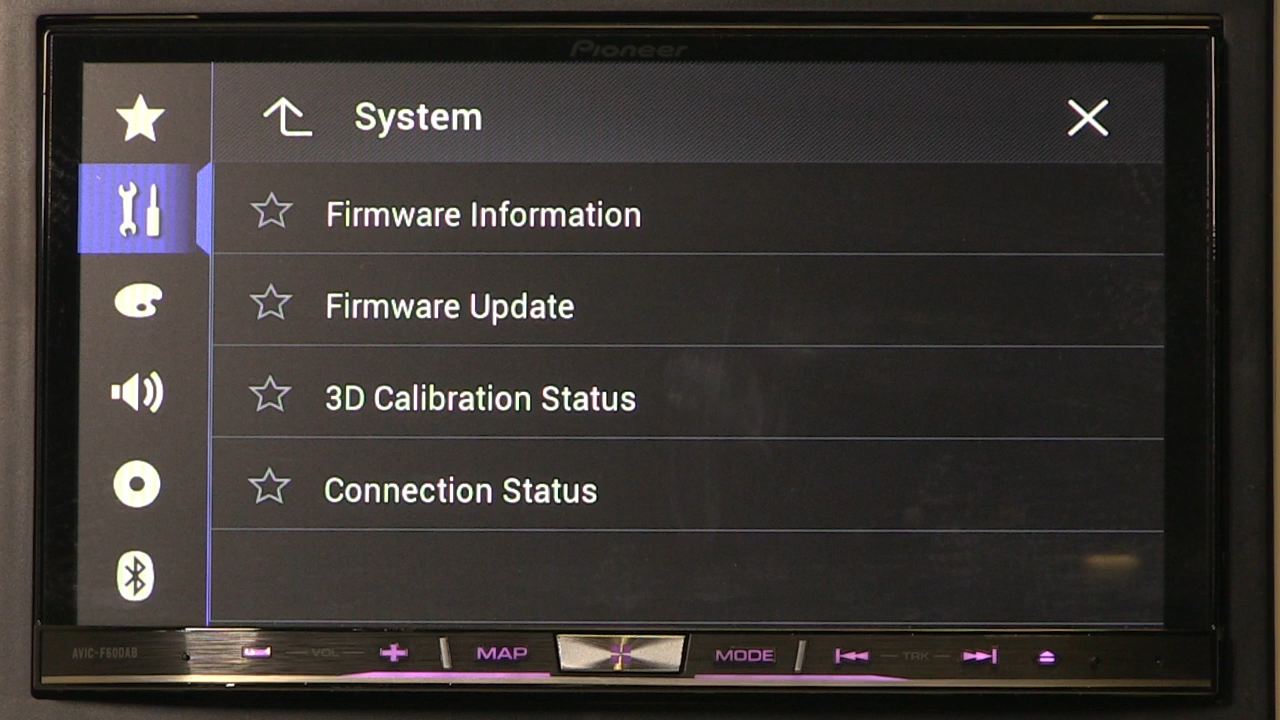 Pioneer
System
Firmware Information
Firmware Update
3D Calibration Status
Connection Status
AVIC-F60DAB
VOL
MAP
MODE
TRK